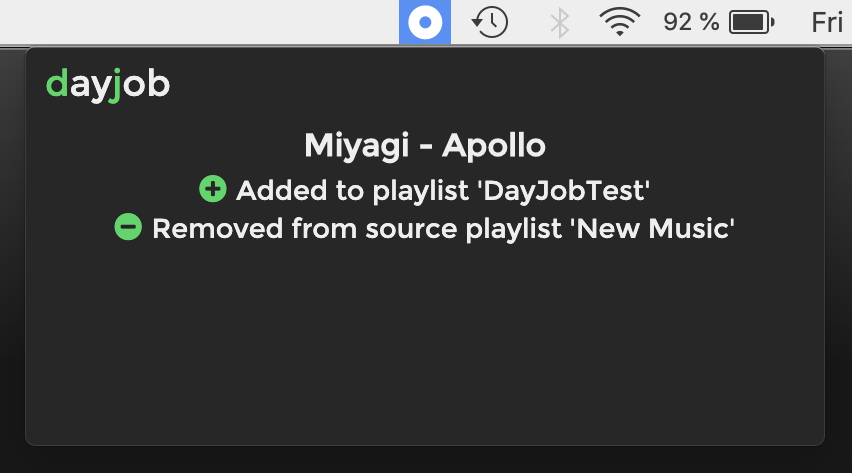 92 %
Fri
dayjob
Miyagi - Apollo
Added to playlist 'DayJobTest'
Removed from source playlist 'New Music'